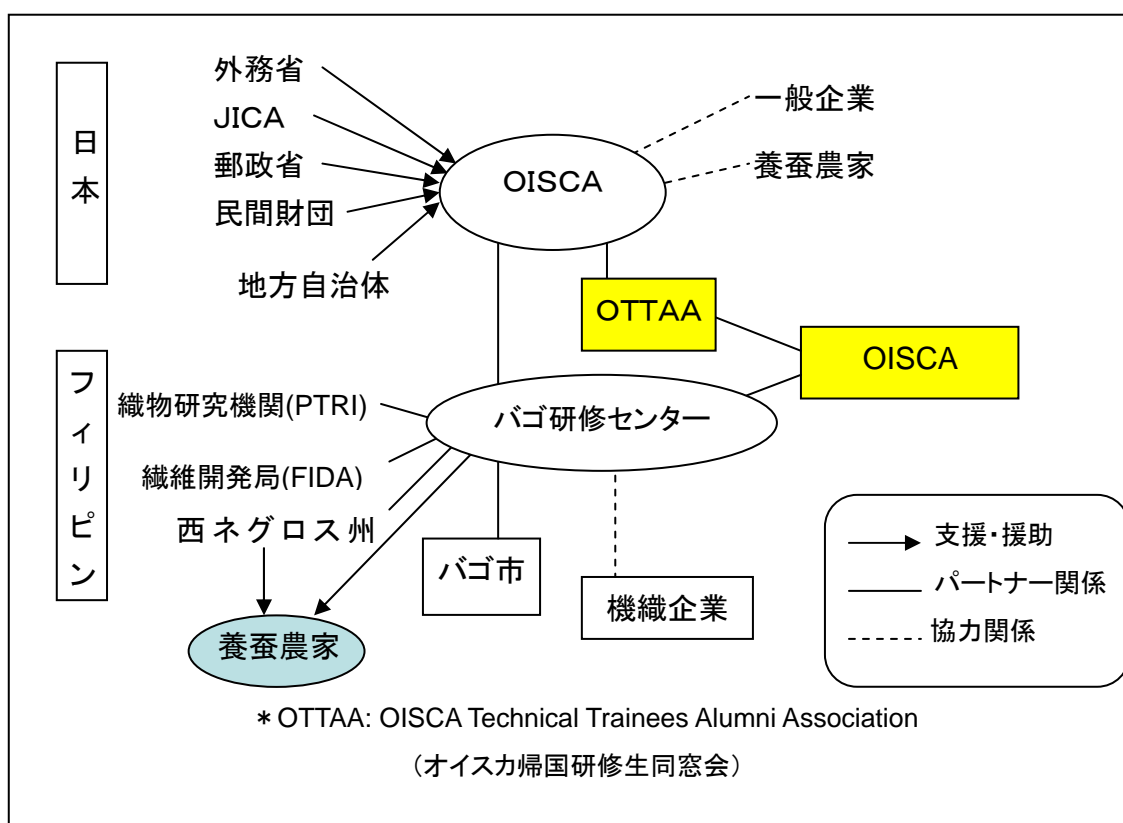 日本
外務省
JICA
郵政省
民間財団
地方自治体
OISCA
一般企業
養蚕農家
OTTAA
OISCA
フィリピン
織物研究機関(PTRI)
繊維開発局(FIDA)
西ネグロス州
バゴ研修センター
バゴ市
機織企業
養蚕農家
支援・援助
パートナー関係
協力関係
＊OTTAA: OISCA Technical Trainees Alumni Association
（オイスカ帰国研修生同窓会）